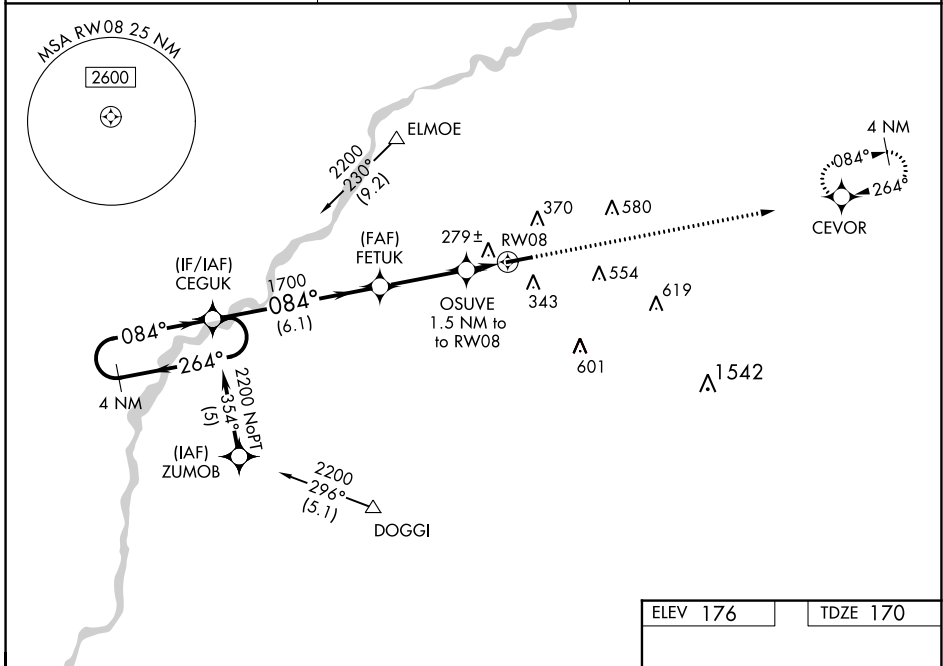 MSA RW08 25 NM
2600
ELMOE
2200
230°
(9.2)
4 NM
084°
264°
CEVOR
370
580
279±
RW08
(FAF)
FETUK
(IF/IAF)
CEGUK
1700
084°
(6.1)
OSUVE
1.5 NM to
to RW08
343
554
619
601
1542
084°
264°
4 NM
2200 NoPT
354°
(5)
(IAF)
ZUMOB
2200
296°
(5.1)
DOGGI
ELEV 176
TDZE 170